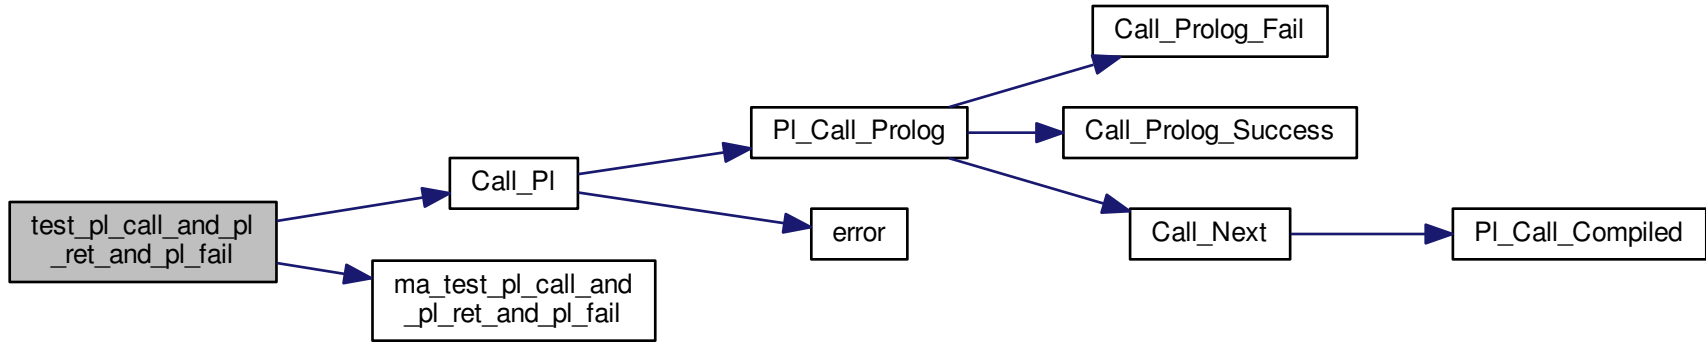 Call_Prolog_Fail
Pl_Call_Prolog
Call_Prolog_Success
Call_Pl
test_pl_call_and_pl
_ret_and_pl_fail
error
Call_Next
Pl_Call_Compiled
ma_test_pl_call_and
_pl_ret_and_pl_fail